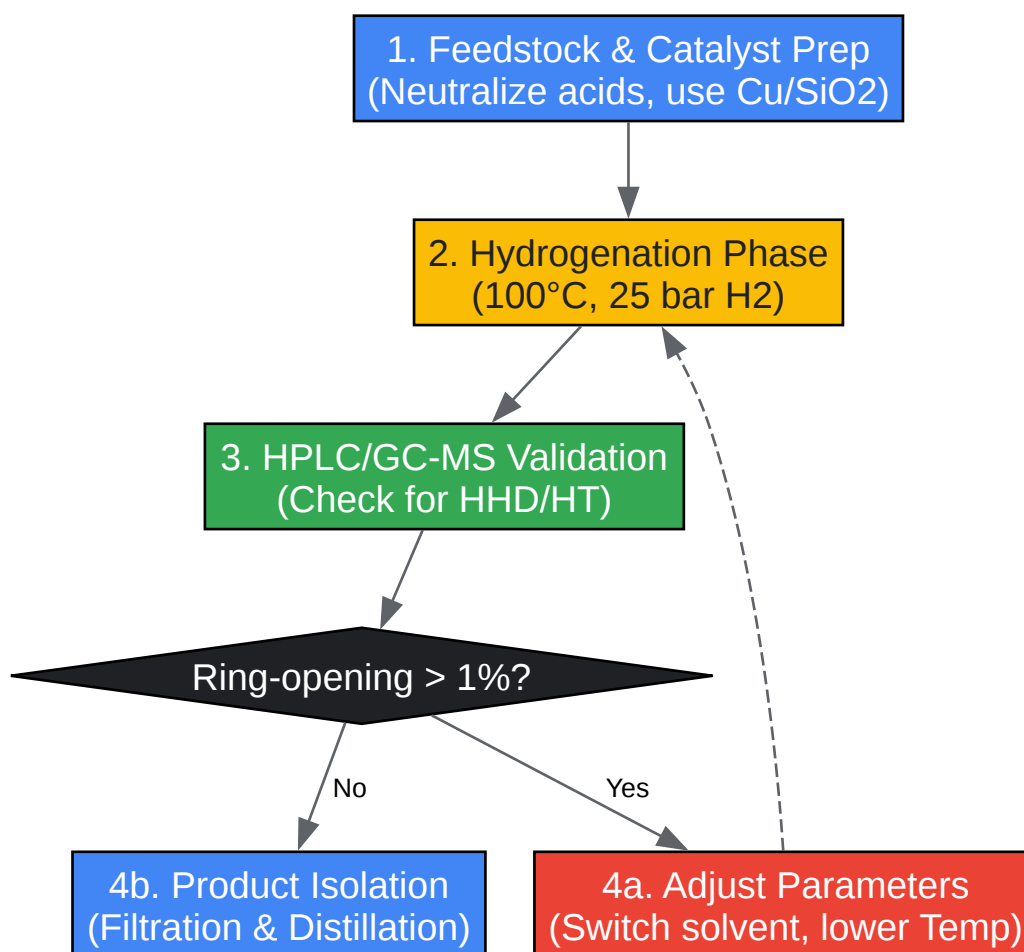 1. Feedstock & Catalyst Prep
(Neutralize acids, use Cu/SiO2)
2. Hydrogenation Phase
(100°C, 25 bar H2)
3. HPLC/GC-MS Validation
(Check for HHD/HT)
Ring-opening > 1%?
No
Yes
4b. Product Isolation
(Filtration & Distillation)
4a. Adjust Parameters
(Switch solvent, lower Temp)